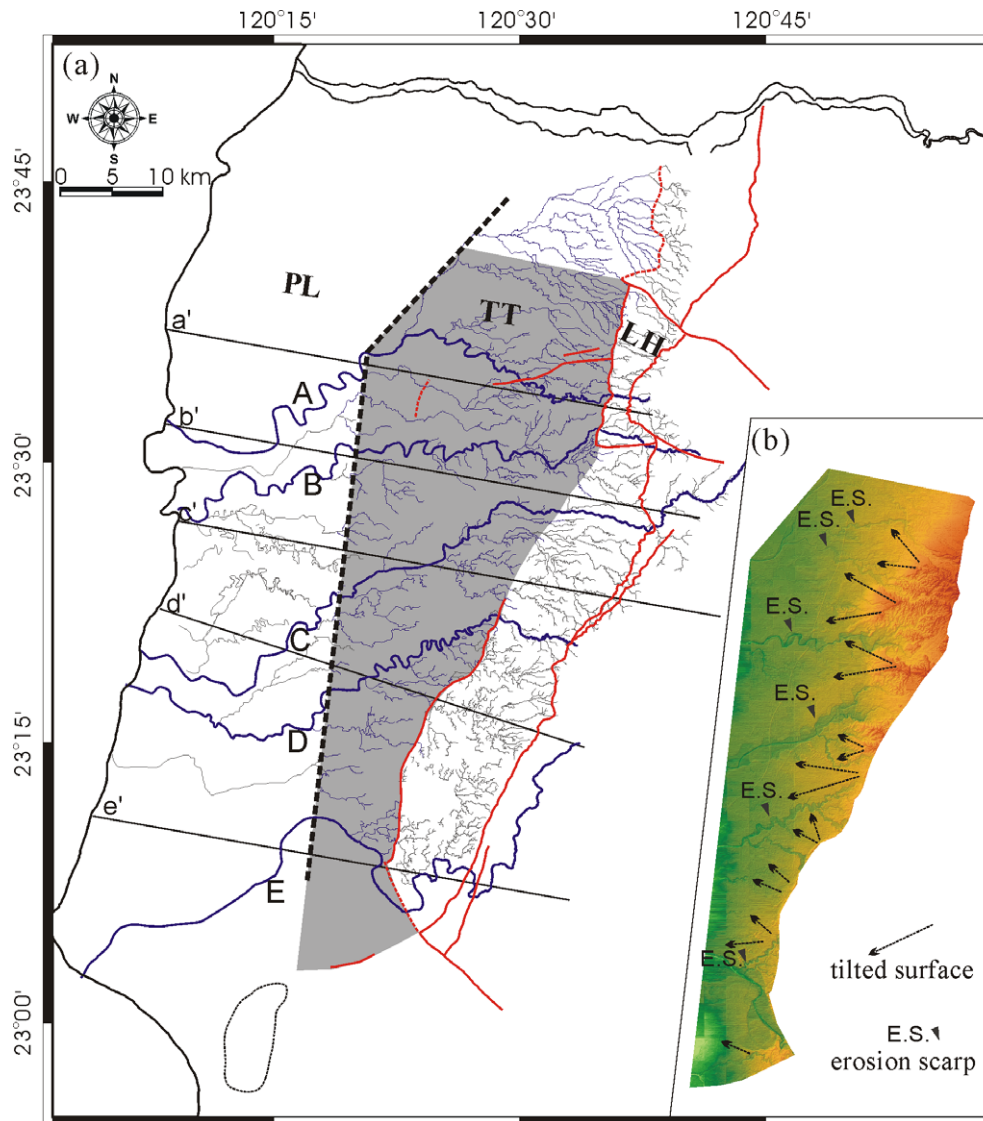 120°15' 120°30' 120°45'
(a)
N
W E
S
0 5 10 km
23°45'
23°30'
23°15'
23°00'
PL
TT
LH
a'
A
b'
B
c'
C
d'
D
e'
E
(b)
E.S.
E.S.
E.S.
E.S.
E.S.
E.S.
tilted surface
E.S.
erosion scarp